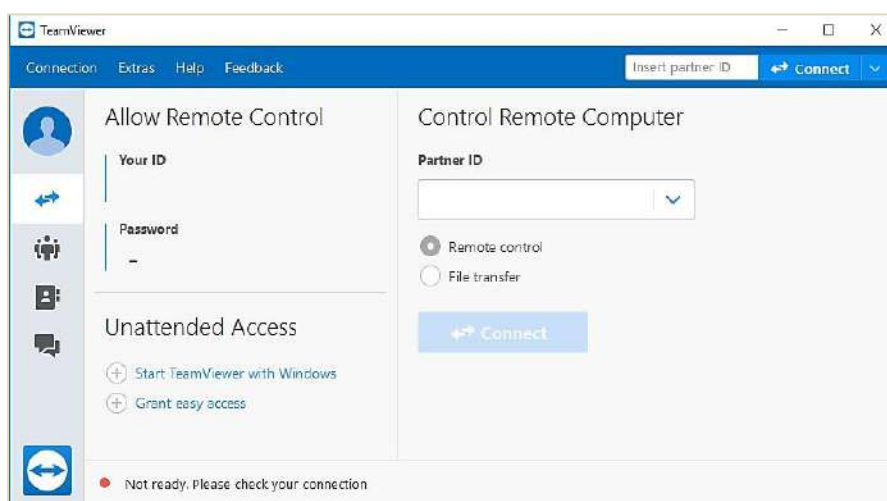 TeamViewer
Connection Extras Help Feedback
Insert partner ID
Connect
Allow Remote Control
Your ID
Password
–
Unattended Access
Start TeamViewer with Windows
Grant easy access
Control Remote Computer
Partner ID
Remote control
File transfer
Connect
Not ready. Please check your connection